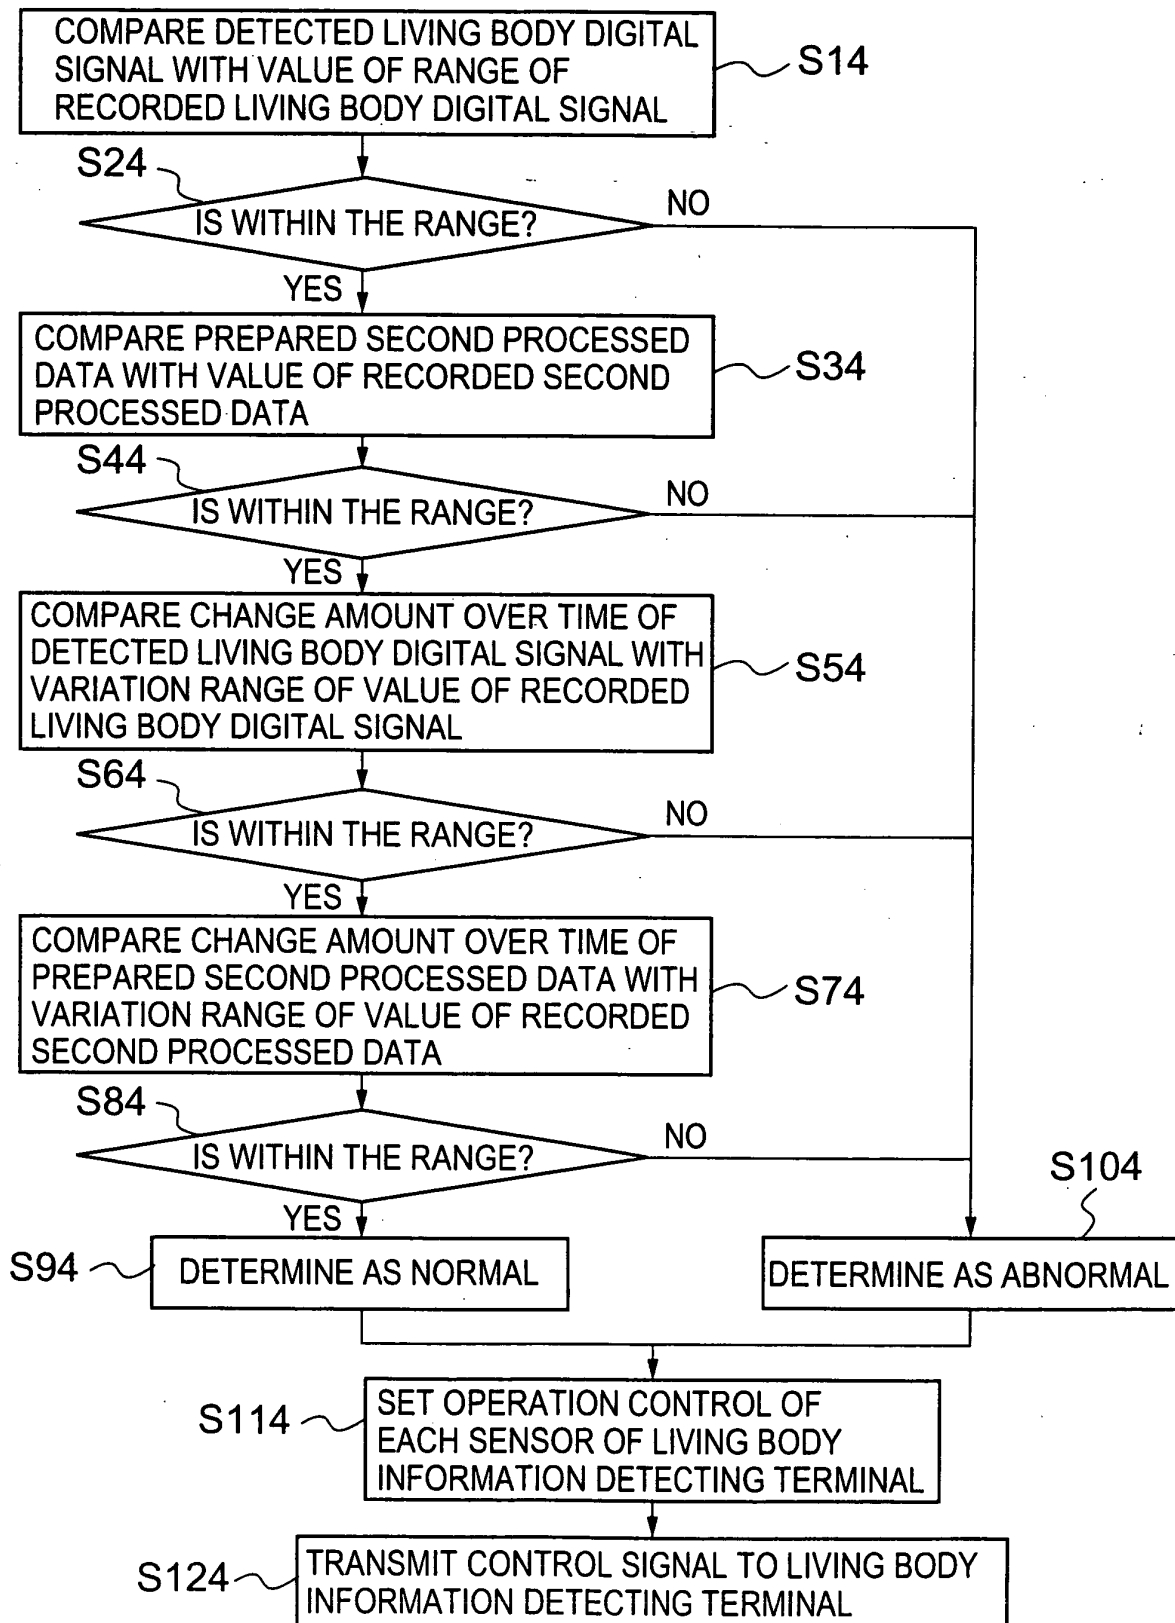 COMPARE DETECTED LIVING BODY DIGITAL
SIGNAL WITH VALUE OF RANGE OF
RECORDED LIVING BODY DIGITAL SIGNAL
S14
S24
IS WITHIN THE RANGE?
NO
YES
COMPARE PREPARED SECOND PROCESSED
DATA WITH VALUE OF RECORDED SECOND
PROCESSED DATA
S34
S44
IS WITHIN THE RANGE?
NO
YES
COMPARE CHANGE AMOUNT OVER TIME OF
DETECTED LIVING BODY DIGITAL SIGNAL WITH
VARIATION RANGE OF VALUE OF RECORDED
LIVING BODY DIGITAL SIGNAL
S54
S64
IS WITHIN THE RANGE?
NO
YES
COMPARE CHANGE AMOUNT OVER TIME OF
PREPARED SECOND PROCESSED DATA WITH
VARIATION RANGE OF VALUE OF RECORDED
SECOND PROCESSED DATA
S74
S84
IS WITHIN THE RANGE?
NO
YES
S94
DETERMINE AS NORMAL
S104
DETERMINE AS ABNORMAL
S114
SET OPERATION CONTROL OF
EACH SENSOR OF LIVING BODY
INFORMATION DETECTING TERMINAL
S124
TRANSMIT CONTROL SIGNAL TO LIVING BODY
INFORMATION DETECTING TERMINAL